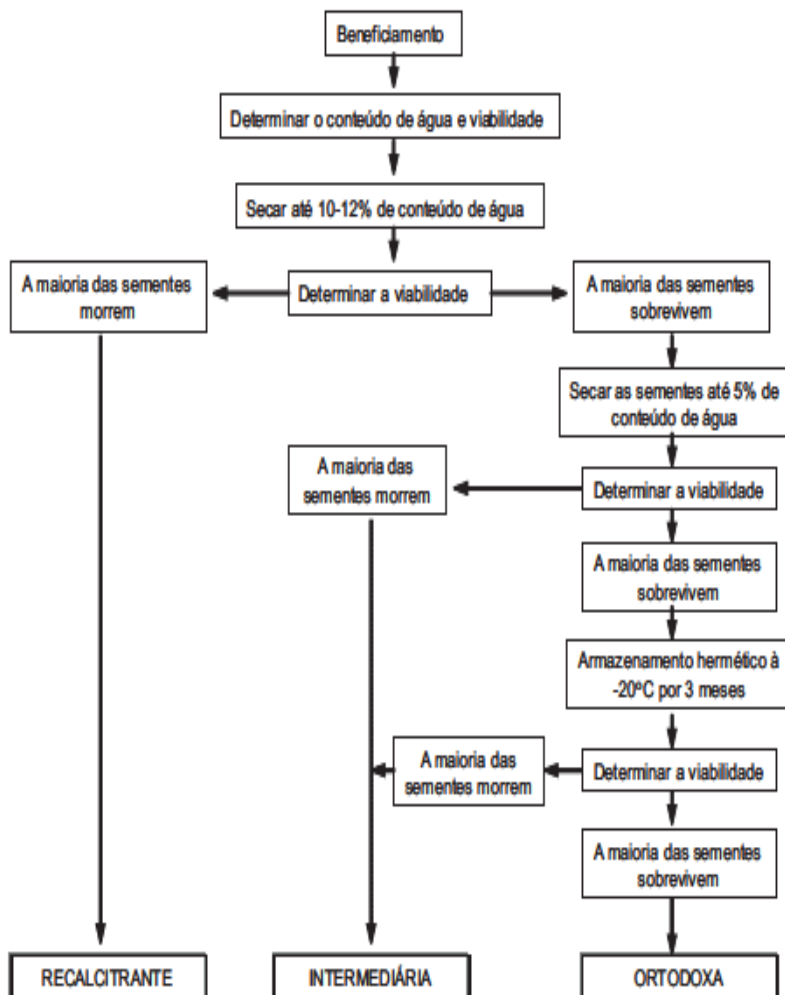 Beneficiamento
Determinar o conteúdo de água e viabilidade
Secar até 10-12% de conteúdo de água
A maioria das sementes
morrem
Determinar a viabilidade
A maioria das sementes
sobrevivem
Secar as sementes até 5% de
conteúdo de água
A maioria das
sementes morrem
Determinar a viabilidade
A maioria das sementes
sobrevivem
Armazenamento hermético à
-20ºC por 3 meses
A maioria das
sementes morrem
Determinar a viabilidade
A maioria das sementes
sobrevivem
RECALCITRANTE
INTERMEDIÁRIA
ORTODOXA